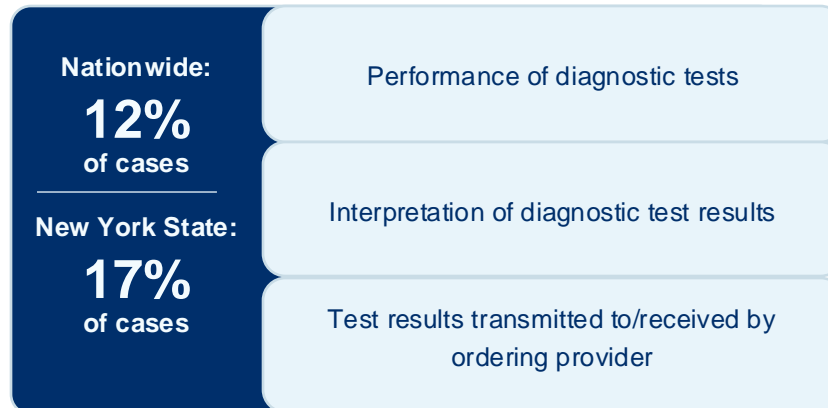 Nationwide:
12%
of cases
New York State:
17%
of cases
Performance of diagnostic tests
Interpretation of diagnostic test results
Test results transmitted to/received by
ordering provider